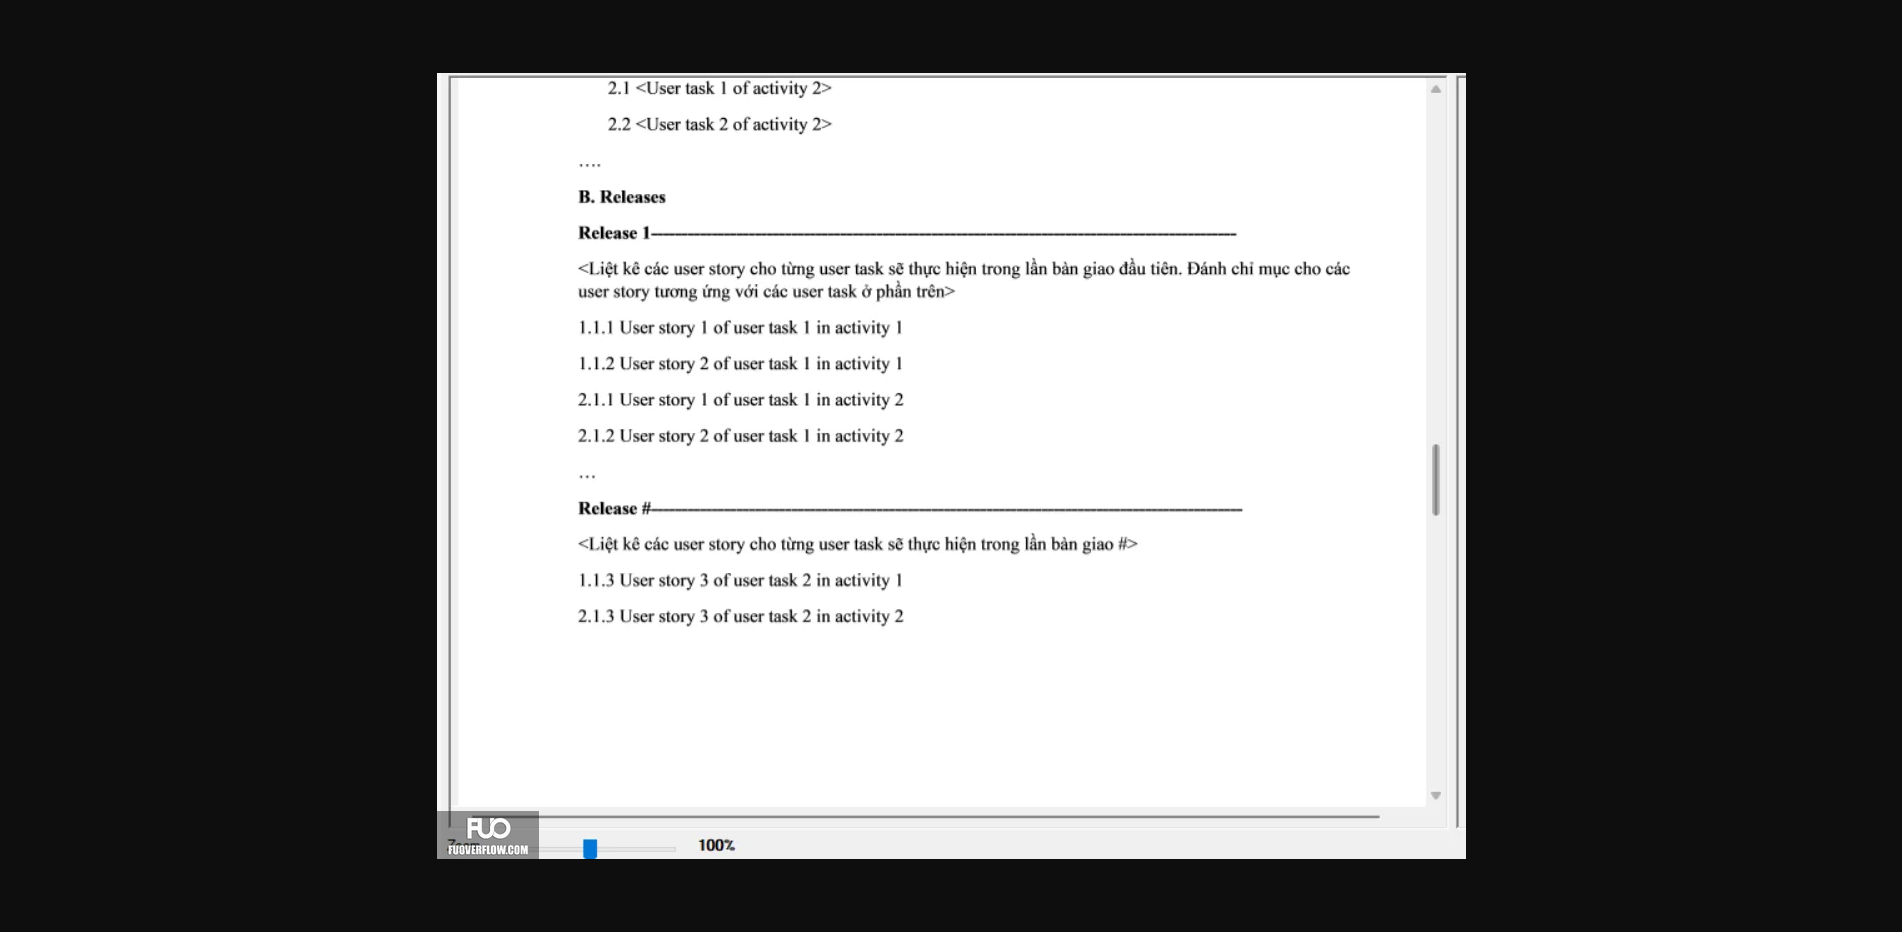 2.1 <User task 1 of activity 2>
2.2 <User task 2 of activity 2>
....
B. Releases
Release 1------------------------------------------------------------------------------------------------
<Liệt kê các user story cho từng user task sẽ thực hiện trong lần bàn giao đầu tiên. Đánh chỉ mục cho các
user story tương ứng với các user task ở phần trên>
1.1.1 User story 1 of user task 1 in activity 1
1.1.2 User story 2 of user task 1 in activity 1
2.1.1 User story 1 of user task 1 in activity 2
2.1.2 User story 2 of user task 1 in activity 2
...
Release #------------------------------------------------------------------------------------------------
<Liệt kê các user story cho từng user task sẽ thực hiện trong lần bàn giao #>
1.1.3 User story 3 of user task 2 in activity 1
2.1.3 User story 3 of user task 2 in activity 2
FUO
FUOVERFLOW.COM
100%